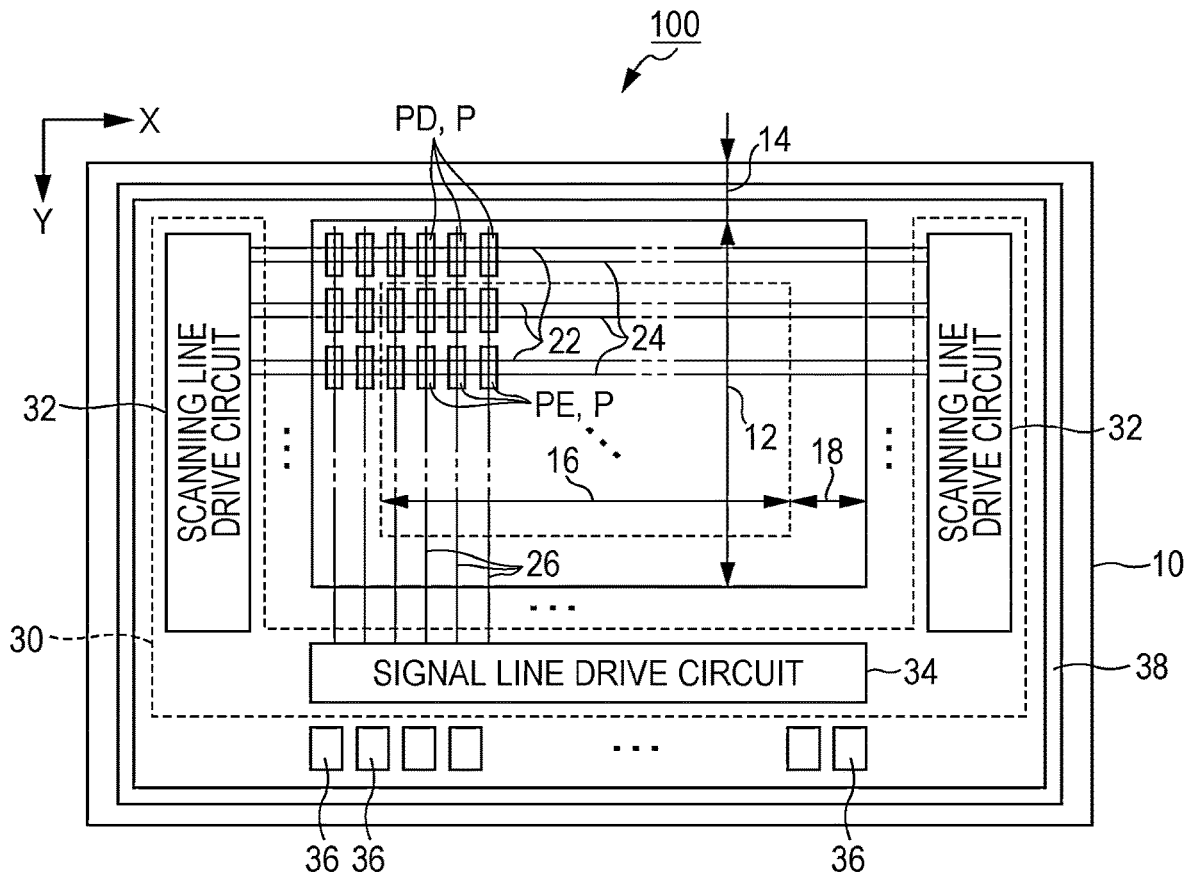 100
X
Y
PD, P
14
22
24
PE, P
12
16
18
32
SCANNING LINE
DRIVE CIRCUIT
SCANNING LINE
DRIVE CIRCUIT
32
26
10
30
SIGNAL LINE DRIVE CIRCUIT
34
38
36
36
36